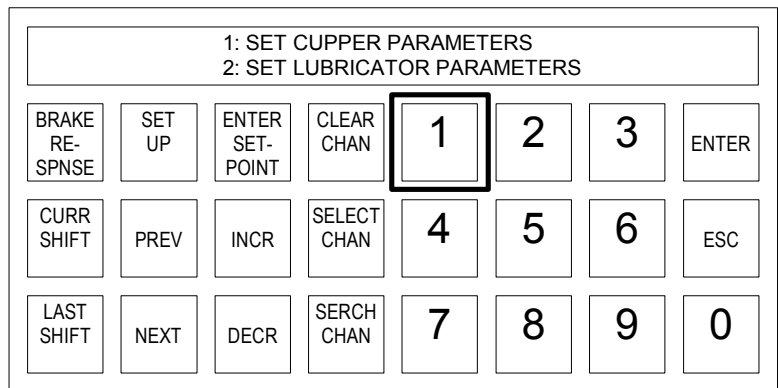 1: SET CUPPER PARAMETERS
2: SET LUBRICATOR PARAMETERS
BRAKE
RE-
SPNSE
SET
UP
ENTER
SET-
POINT
CLEAR
CHAN
1
2
3
ENTER
CURR
SHIFT
PREV
INCR
SELECT
CHAN
4
5
6
ESC
LAST
SHIFT
NEXT
DECR
SERCH
CHAN
7
8
9
0